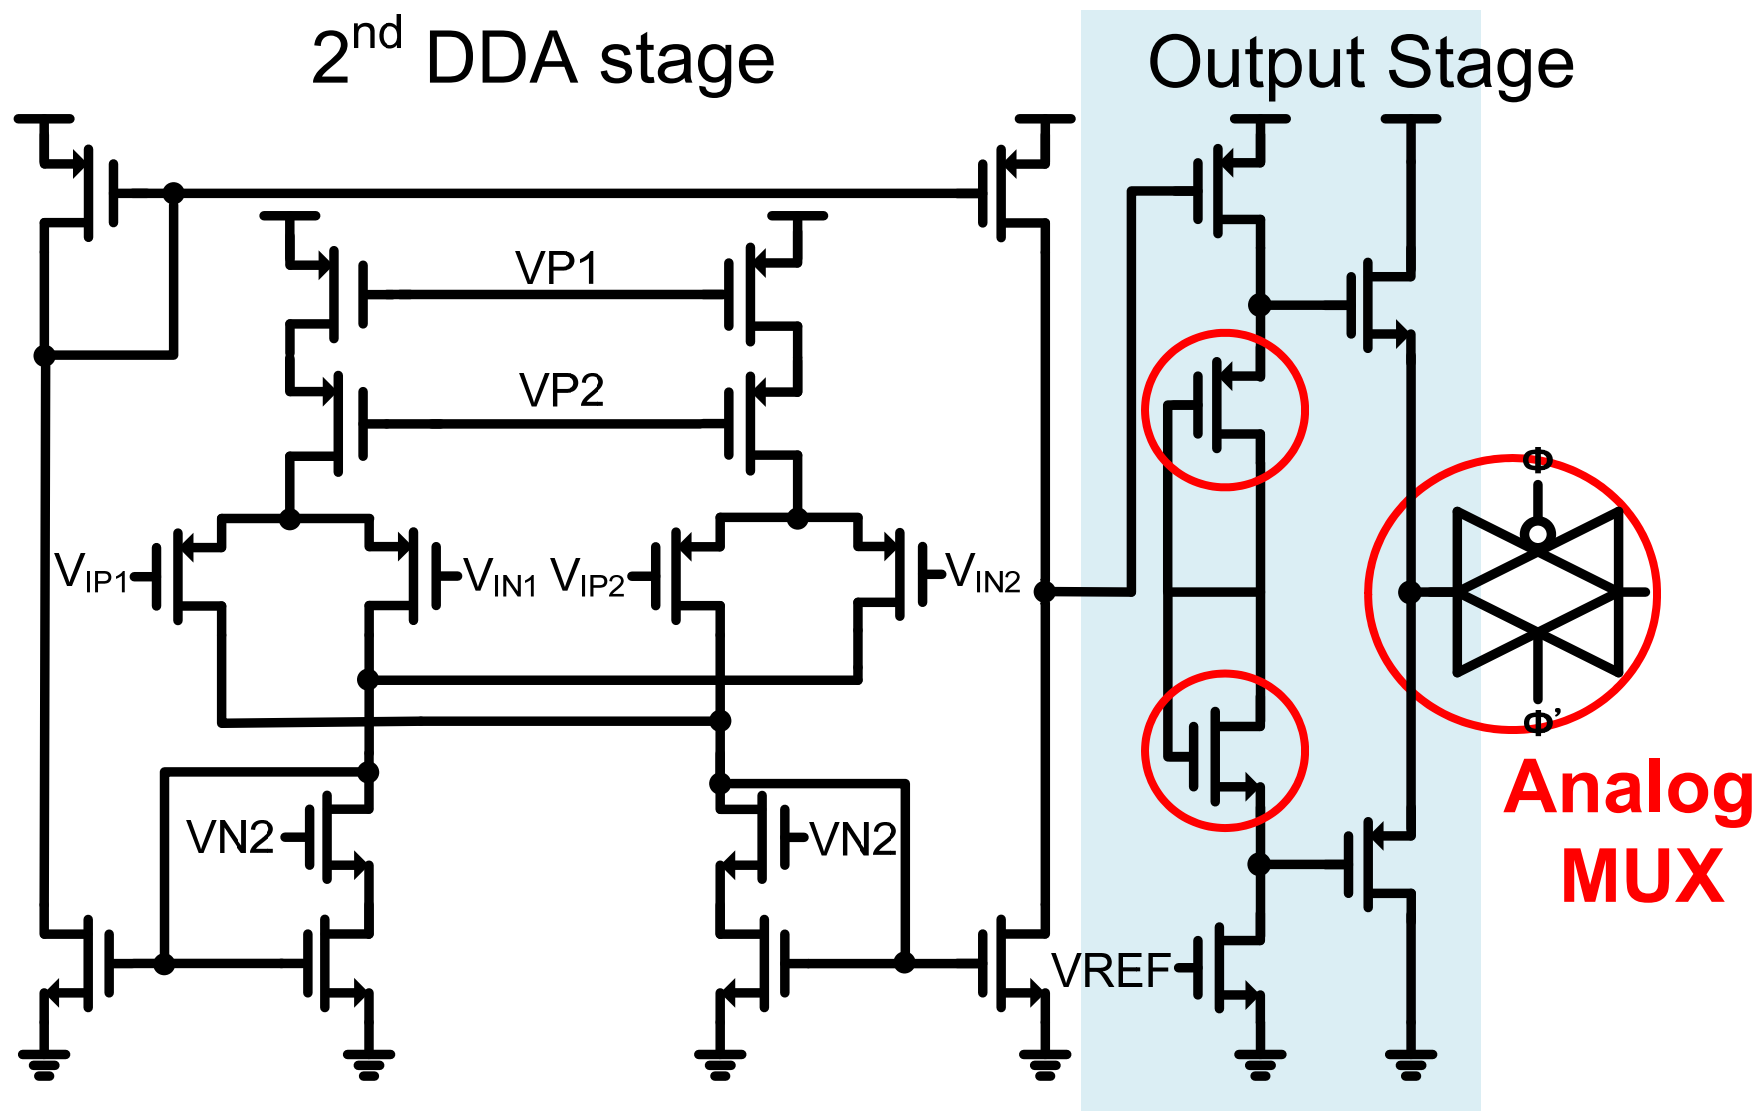 2nd DDA stage
Output Stage
VP1
VP2
Φ
VIP1
VIN1
VIP2
VIN2
Φ’
Analog
MUX
VN2
VN2
VREF